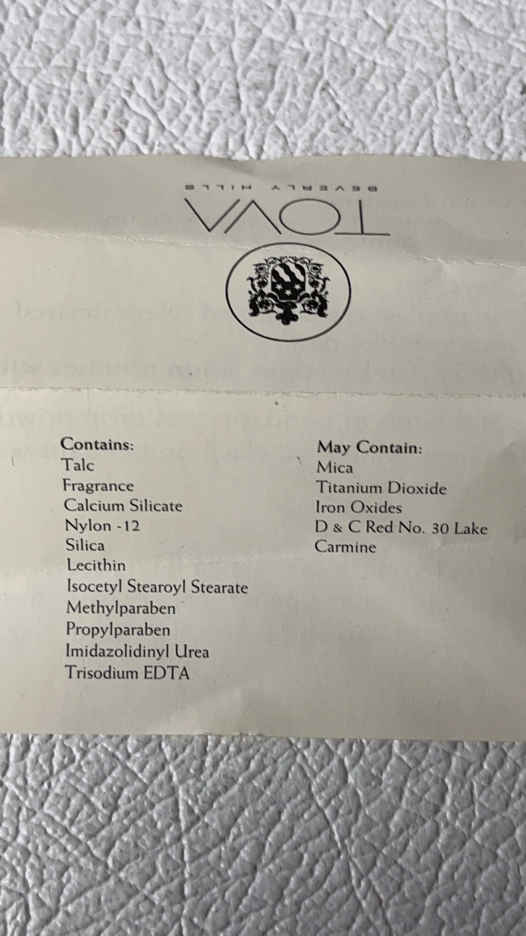 BEVERLY HILLS
TOVA
Contains:
Talc
Fragrance
Calcium Silicate
Nylon -12
Silica
Lecithin
Isocetyl Stearoyl Stearate
Methylparaben
Propylparaben
Imidazolidinyl Urea
Trisodium EDTA
May Contain:
Mica
Titanium Dioxide
Iron Oxides
D & C Red No. 30 Lake
Carmine